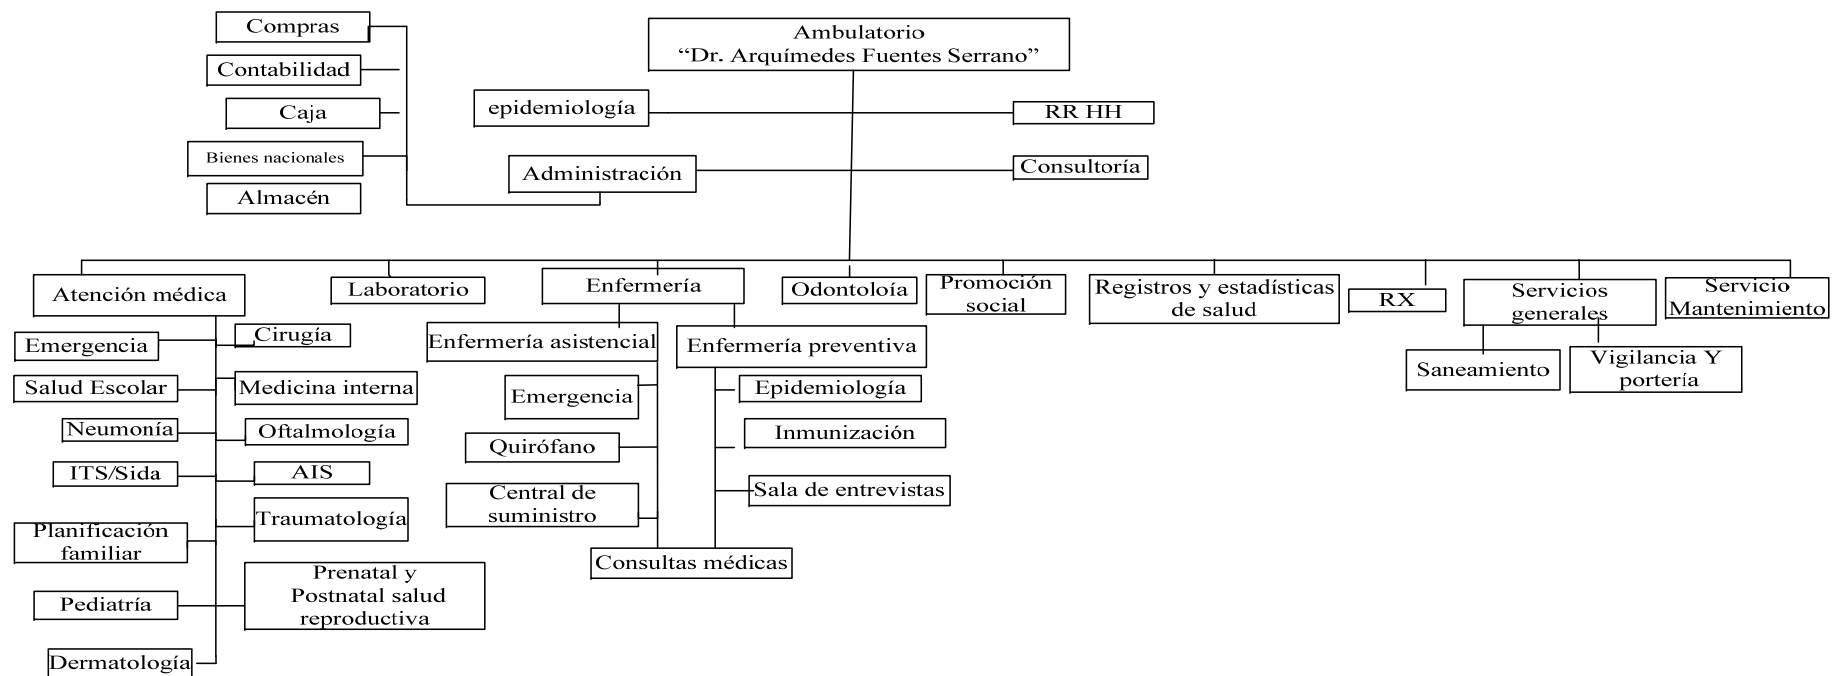 Compras
Ambulatorio
“Dr. Arquímedes Fuentes Serrano”
Contabilidad
epidemiología
RR HH
Caja
Bienes nacionales
Administración
Consultoría
Almacén
Atención médica
Laboratorio
Enfermería
Odontoloía
Promoción
social
Registros y estadísticas
de salud
RX
Servicios
generales
Servicio
Mantenimiento
Emergencia
Cirugía
Enfermería asistencial
Enfermería preventiva
Saneamiento
Vigilancia Y
portería
Salud Escolar
Medicina interna
Emergencia
Epidemiología
Neumonía
Oftalmología
Quirófano
Inmunización
ITS/Sida
AIS
Central de
suministro
Sala de entrevistas
Planificación
familiar
Traumatología
Consultas médicas
Pediatría
Prenatal y
Postnatal salud
reproductiva
Dermatología